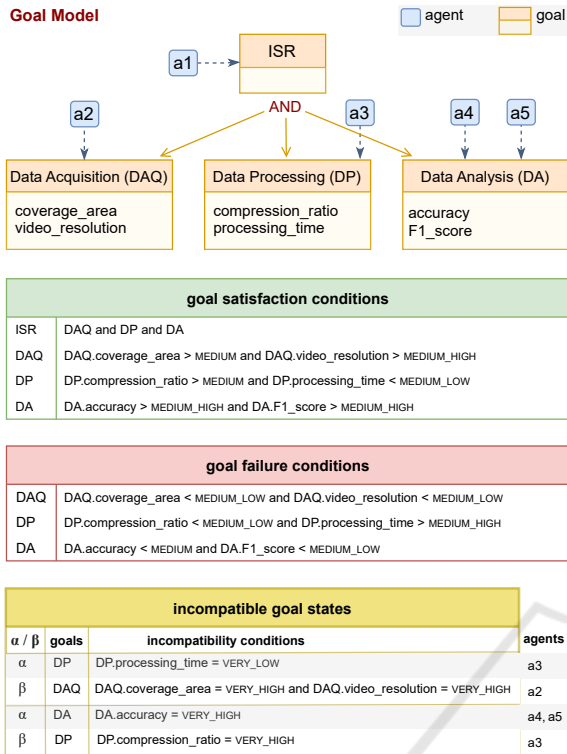 Goal Model
agent
goal
a1
ISR
AND
a2
a3
a4
a5
Data Acquisition (DAQ)
coverage_area
video_resolution
Data Processing (DP)
compression_ratio
processing_time
Data Analysis (DA)
accuracy
F1_score
goal satisfaction conditions
ISR DAQ and DP and DA
DAQ DAQ.coverage_area > MEDIUM and DAQ.video_resolution > MEDIUM_HIGH
DP DP.compression_ratio > MEDIUM and DP.processing_time < MEDIUM_LOW
DA DA.accuracy > MEDIUM_HIGH and DA.F1_score > MEDIUM_HIGH
goal failure conditions
DAQ DAQ.coverage_area < MEDIUM_LOW and DAQ.video_resolution < MEDIUM_LOW
DP DP.compression_ratio < MEDIUM_LOW and DP.processing_time > MEDIUM_HIGH
DA DA.accuracy < MEDIUM and DA.F1_score < MEDIUM_LOW
incompatible goal states
α / β goals incompatibility conditions agents
α DP DP.processing_time = VERY_LOW a3
β DAQ DAQ.coverage_area = VERY_HIGH and DAQ.video_resolution = VERY_HIGH a2
α DA DA.accuracy = VERY_HIGH a4, a5
β DP DP.compression_ratio = VERY_HIGH a3